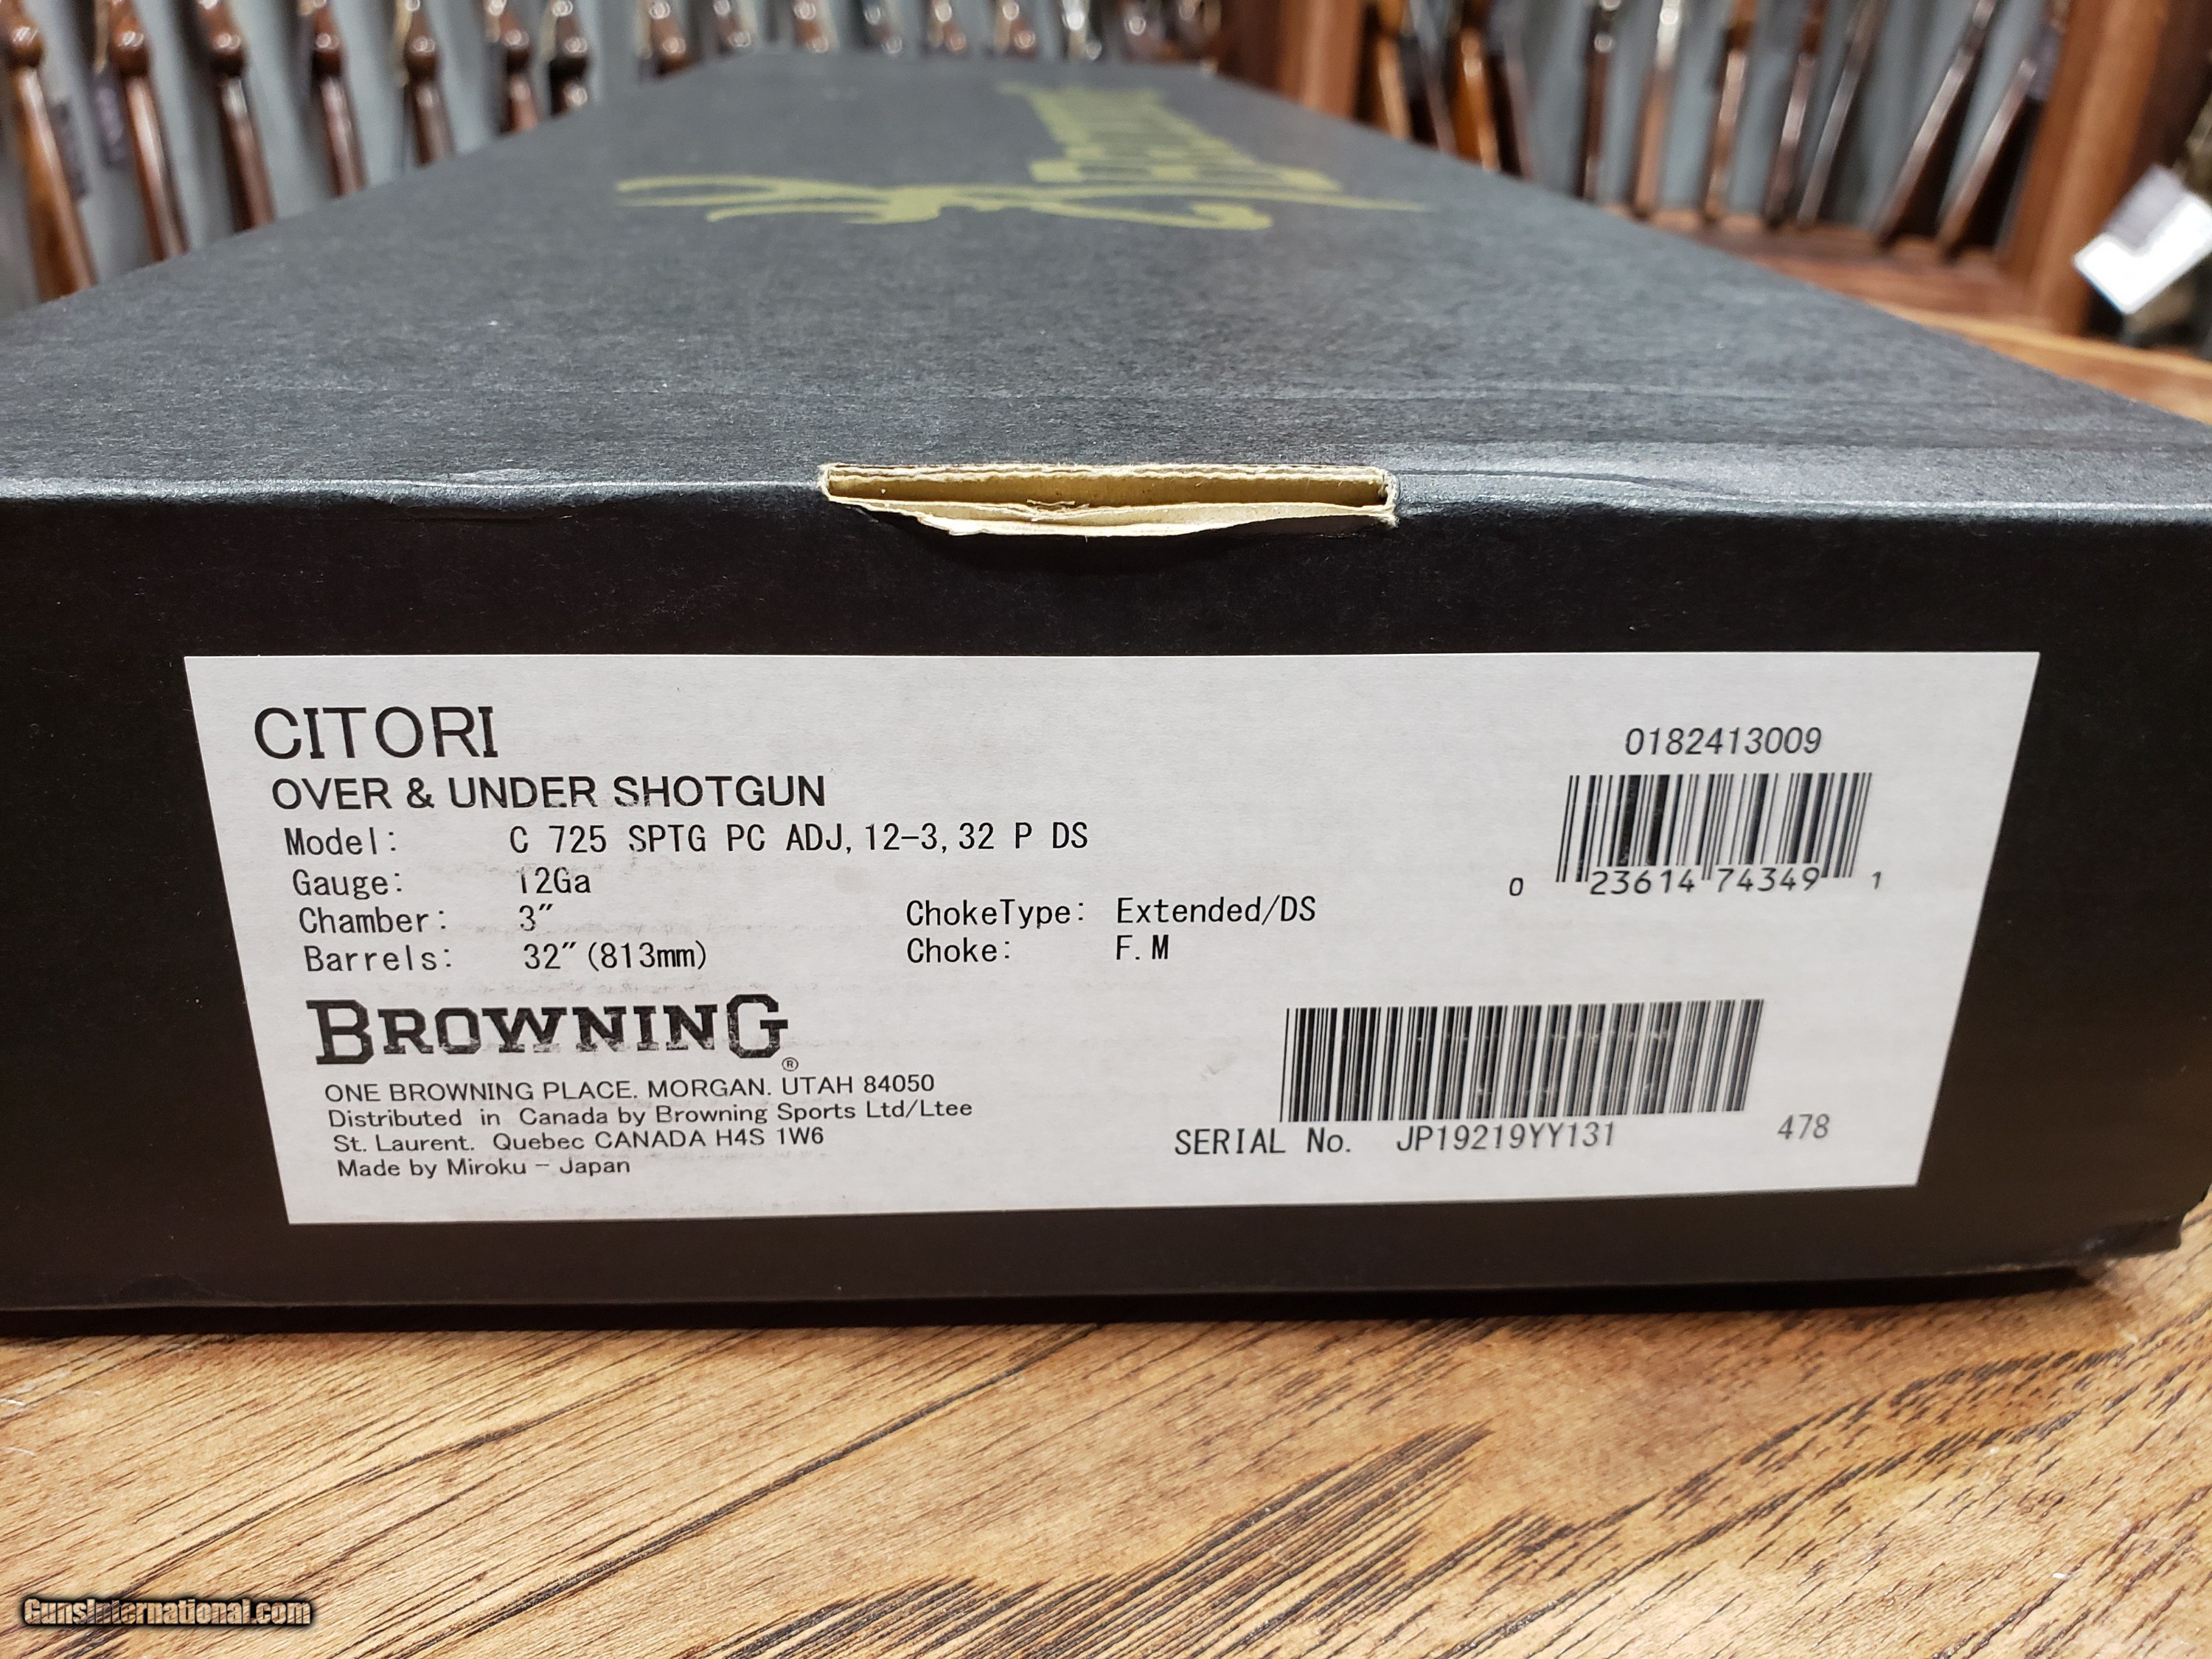 CITORI
OVER & UNDER SHOTGUN
Model: C 725 SPTG PC ADJ, 12-3, 32 P DS
Gauge: 12Ga
Chamber: 3″
Barrels: 32″(813mm)
ChokeType: Extended/DS
Choke: F.M
0182413009
0 23614 74349 1
BROWNING®
ONE BROWNING PLACE. MORGAN. UTAH 84050
Distributed in Canada by Browning Sports Ltd/Ltee
St. Laurent. Quebec CANADA H4S 1W6
Made by Miroku - Japan
SERIAL No. JP19219YY131
478
GunsInternational.com